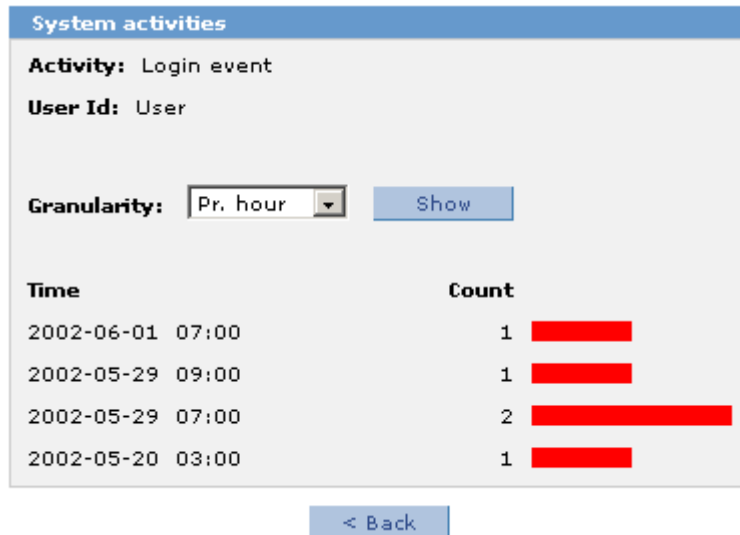 System activities
Activity: Login event
User Id: User
Granularity: Pr. hour Show
Time Count
2002-06-01 07:00 1
2002-05-29 09:00 1
2002-05-29 07:00 2
2002-05-20 03:00 1
< Back